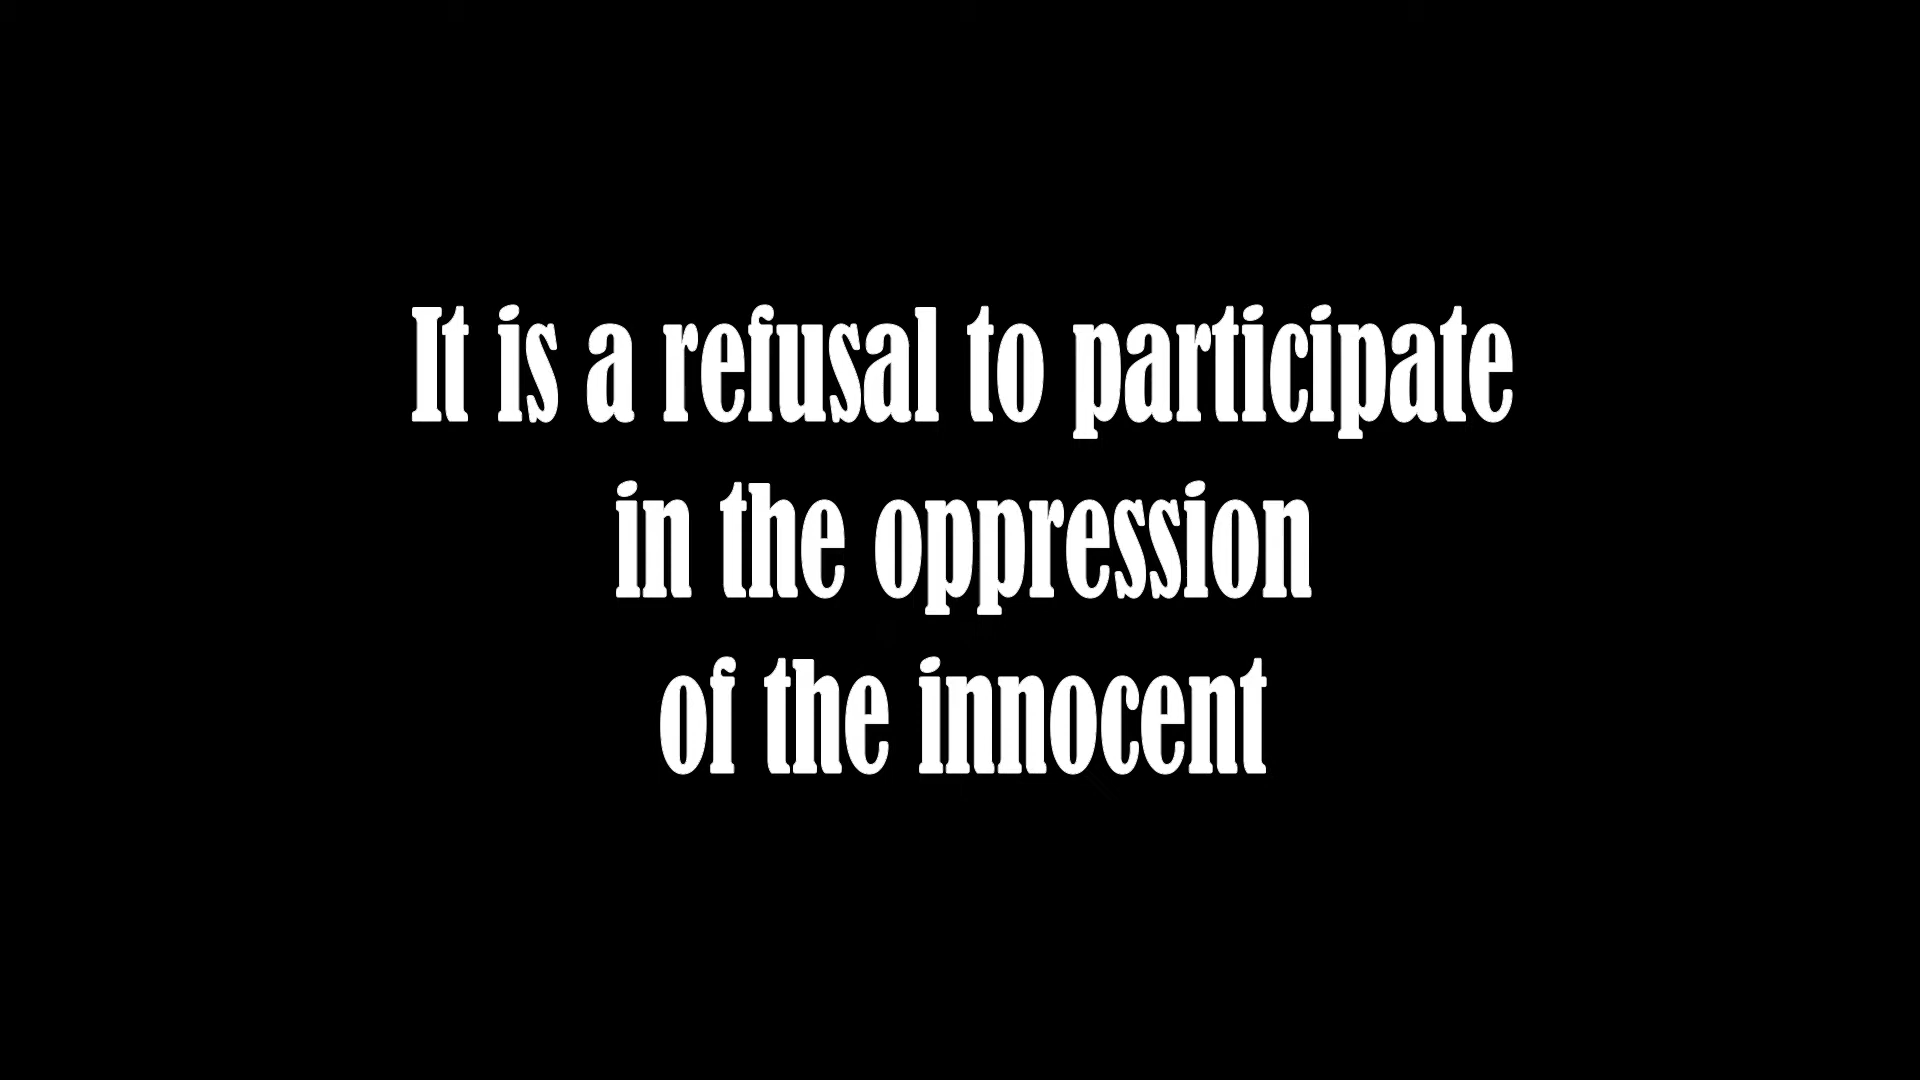 It is a refusal to participate
in the oppression
of the innocent